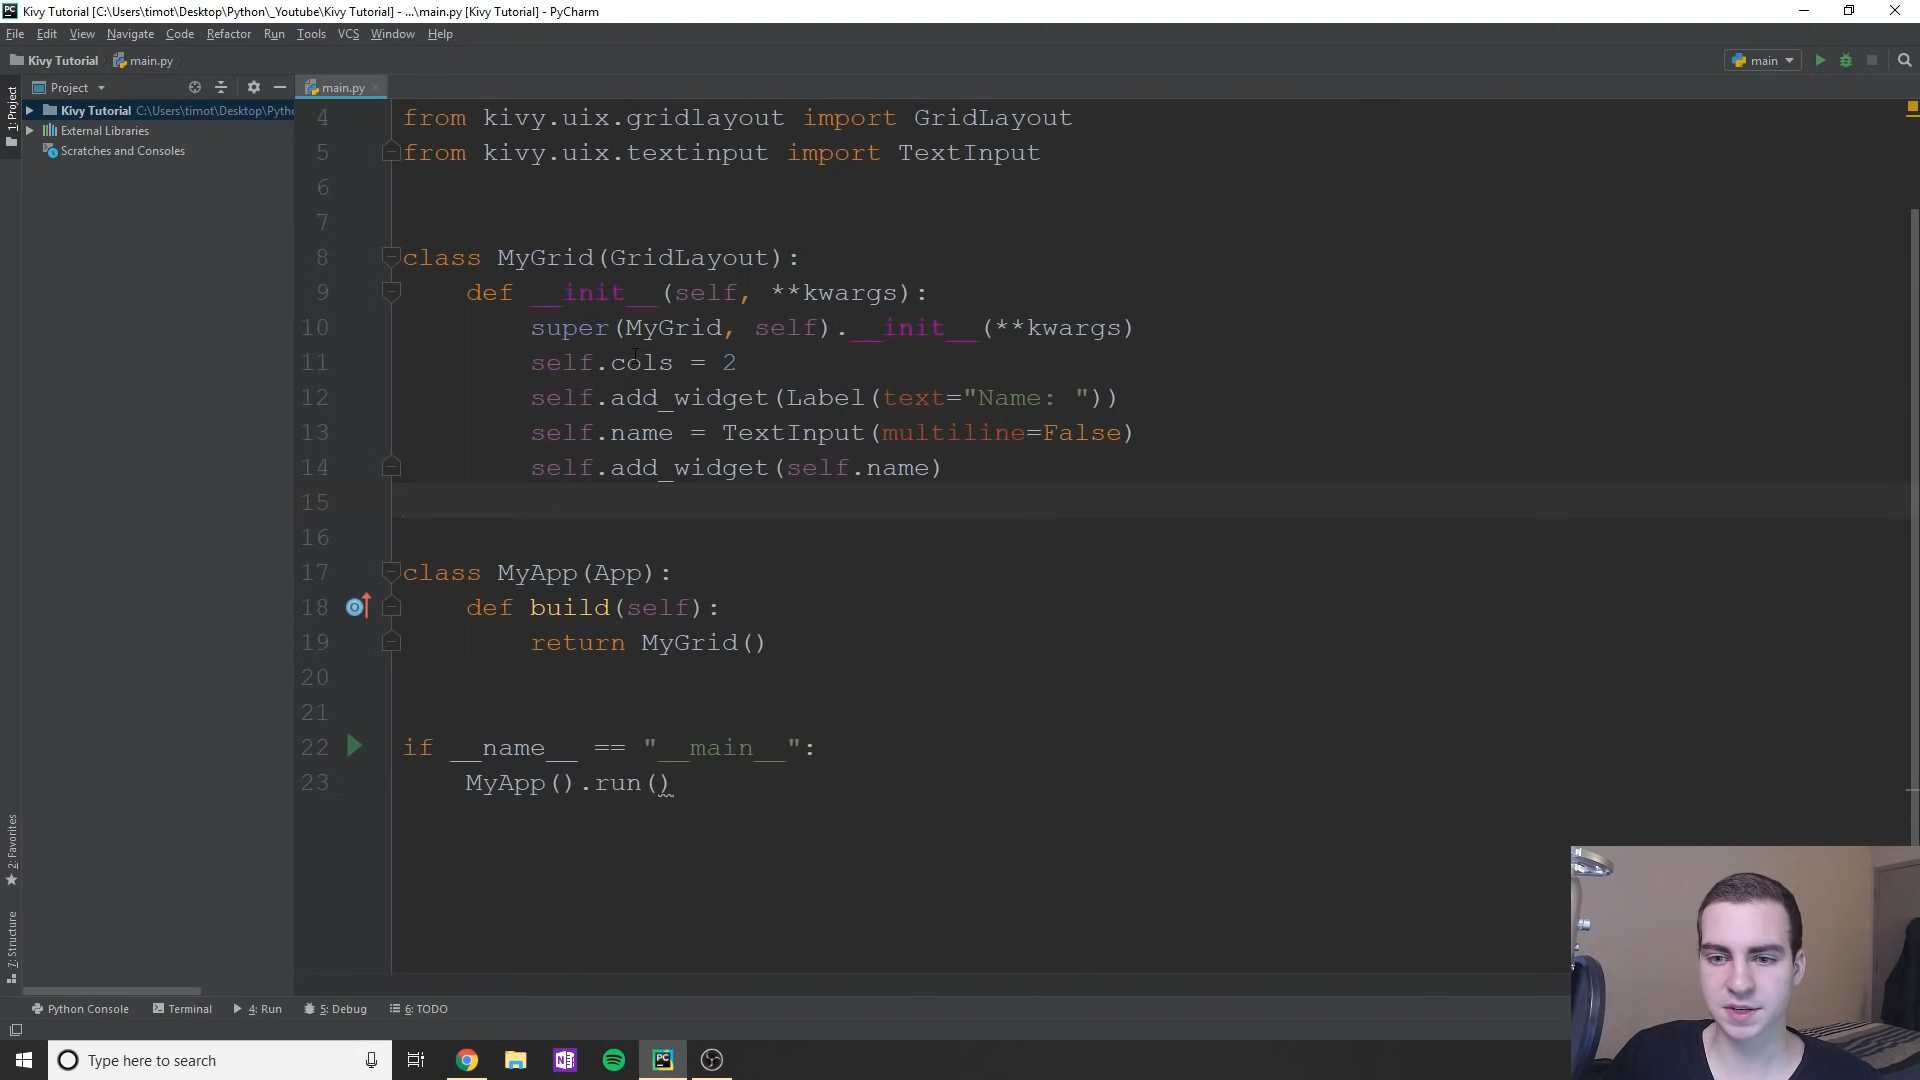 Kivy Tutorial [C:\Users\timot\Desktop\Python\_Youtube\Kivy Tutorial] - ...\main.py [Kivy Tutorial] - PyCharm
File Edit View Navigate Code Refactor Run Tools VCS Window Help
Kivy Tutorial main.py
main
Project
main.py
1: Project
Kivy Tutorial C:\Users\timot\Desktop\Pytho
External Libraries
Scratches and Consoles
4 from kivy.uix.gridlayout import GridLayout
5 from kivy.uix.textinput import TextInput
6
7
8 class MyGrid(GridLayout):
9 def __init__(self, **kwargs):
10 super(MyGrid, self).__init__(**kwargs)
11 self.cols = 2
12 self.add_widget(Label(text="Name: "))
13 self.name = TextInput(multiline=False)
14 self.add_widget(self.name)
15
16
17 class MyApp(App):
18 def build(self):
19 return MyGrid()
20
21
22 if __name__ == "__main__":
23 MyApp().run()
2: Favorites
7: Structure
Python Console Terminal 4: Run 5: Debug 6: TODO
Type here to search